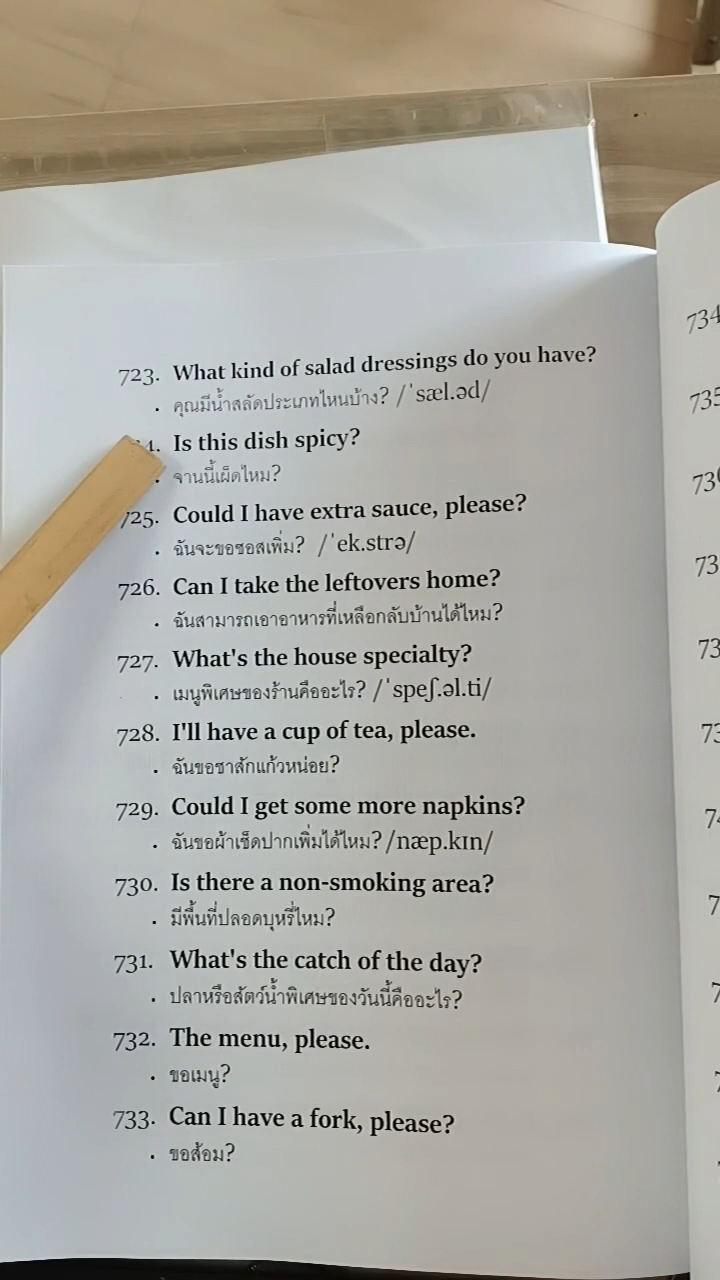 723. What kind of salad dressings do you have?
• คุณมีน้ำสลัดประเภทไหนบ้าง? /ˈsæl.əd/
4. Is this dish spicy?
• จานนี้เผ็ดไหม?
725. Could I have extra sauce, please?
• ฉันจะขอซอสเพิ่ม? /ˈek.strə/
726. Can I take the leftovers home?
• ฉันสามารถเอาอาหารที่เหลือกลับบ้านได้ไหม?
727. What's the house specialty?
• เมนูพิเศษของร้านคืออะไร? /ˈspeʃ.əl.ti/
728. I'll have a cup of tea, please.
• ฉันขอชาสักแก้วหน่อย?
729. Could I get some more napkins?
• ฉันขอผ้าเช็ดปากเพิ่มได้ไหม? /næp.kɪn/
730. Is there a non-smoking area?
• มีพื้นที่ปลอดบุหรี่ไหม?
731. What's the catch of the day?
• ปลาหรือสัตว์น้ำพิเศษของวันนี้คืออะไร?
732. The menu, please.
• ขอเมนู?
733. Can I have a fork, please?
• ขอส้อม?
734
735